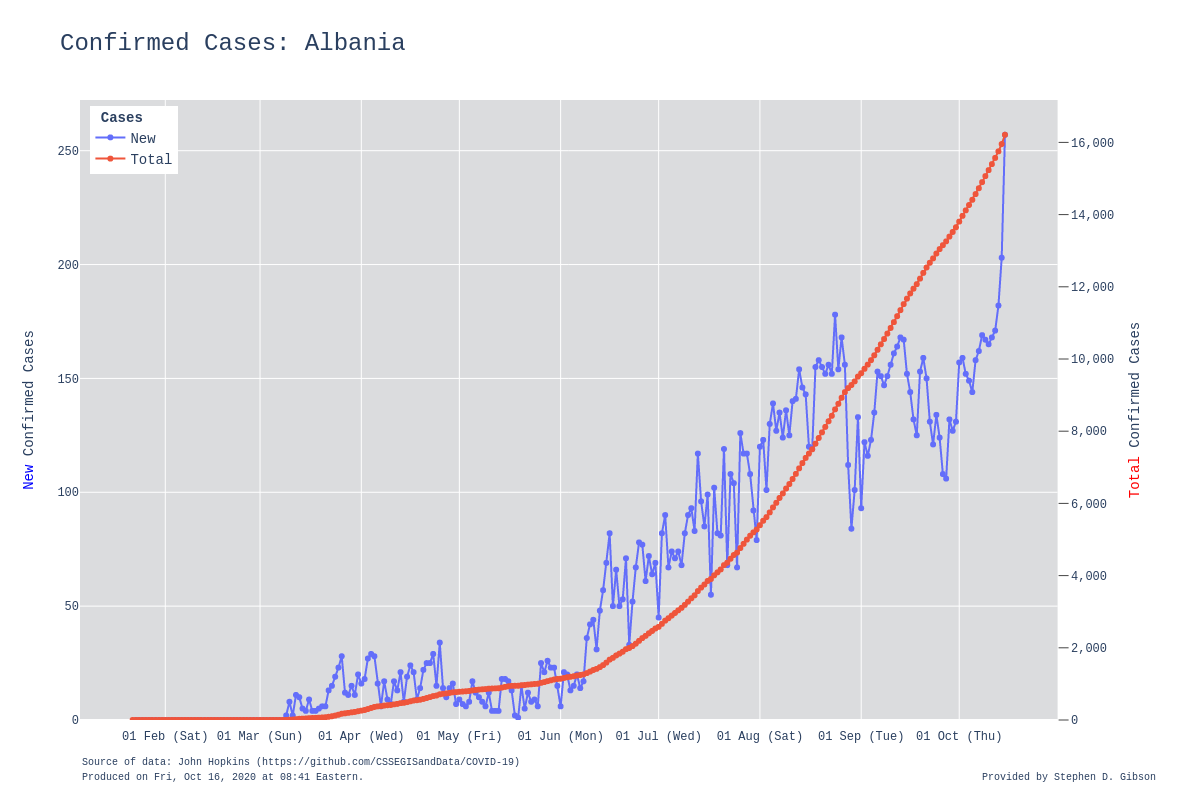 Confirmed Cases: Albania
Cases
New
Total
250
200
150
100
50
0
16,000
14,000
12,000
10,000
8,000
6,000
4,000
2,000
0
New Confirmed Cases
Total Confirmed Cases
01 Feb (Sat) 01 Mar (Sun) 01 Apr (Wed) 01 May (Fri) 01 Jun (Mon) 01 Jul (Wed) 01 Aug (Sat) 01 Sep (Tue) 01 Oct (Thu)
Source of data: John Hopkins (https://github.com/CSSEGISandData/COVID-19)
Produced on Fri, Oct 16, 2020 at 08:41 Eastern.
Provided by Stephen D. Gibson